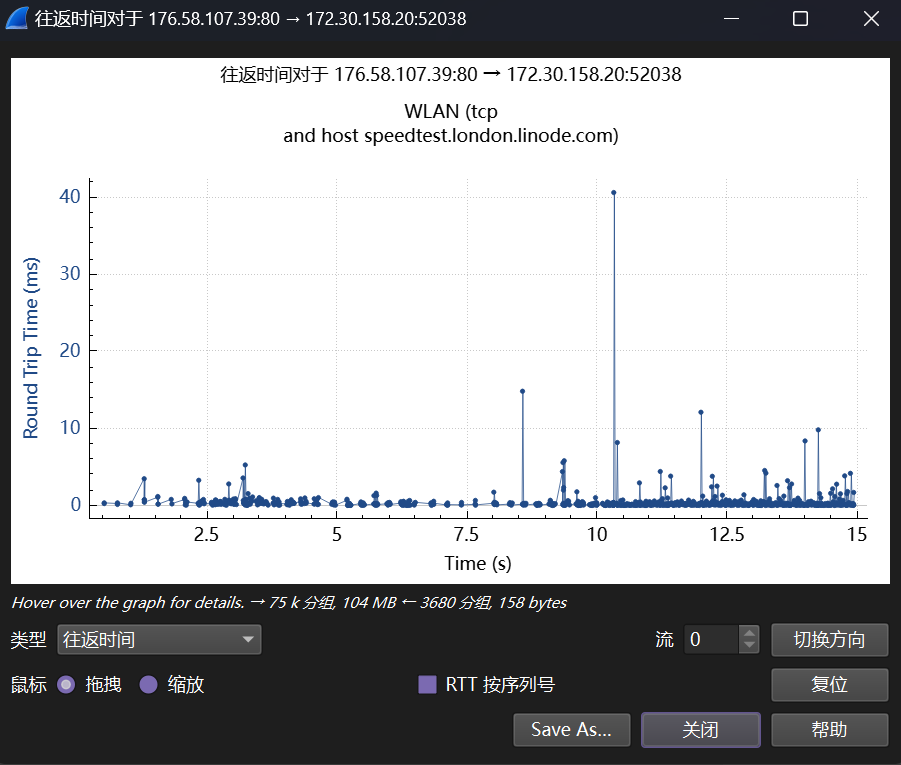 往返时间对于 176.58.107.39:80 → 172.30.158.20:52038
往返时间对于 176.58.107.39:80 → 172.30.158.20:52038
WLAN (tcp
and host speedtest.london.linode.com)
Round Trip Time (ms)
40
30
20
10
0
2.5 5 7.5 10 12.5 15
Time (s)
Hover over the graph for details. → 75 k 分组, 104 MB ← 3680 分组, 158 bytes
类型 往返时间 流 0 切换方向
鼠标 拖拽 缩放 RTT 按序列号 复位
Save As... 关闭 帮助